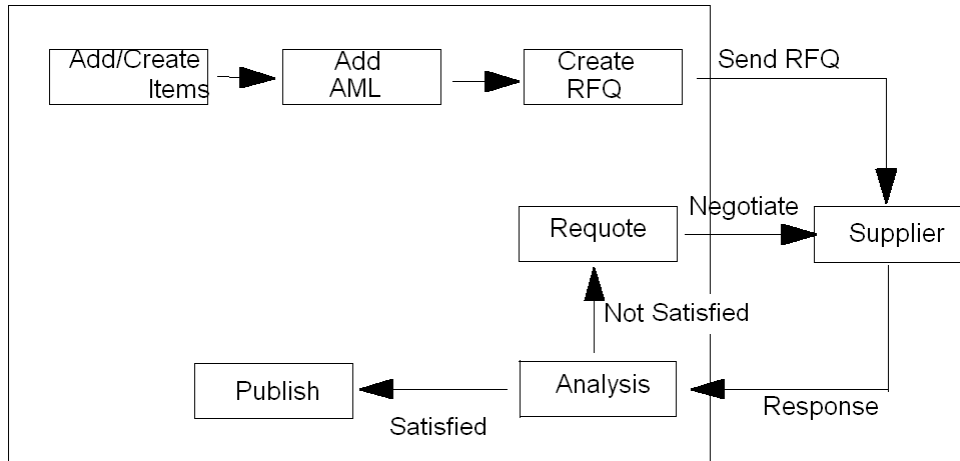 Add/Create
Items
Add
AML
Create
RFQ
Send RFQ
Requote
Negotiate
Supplier
Not Satisfied
Publish
Satisfied
Analysis
Response